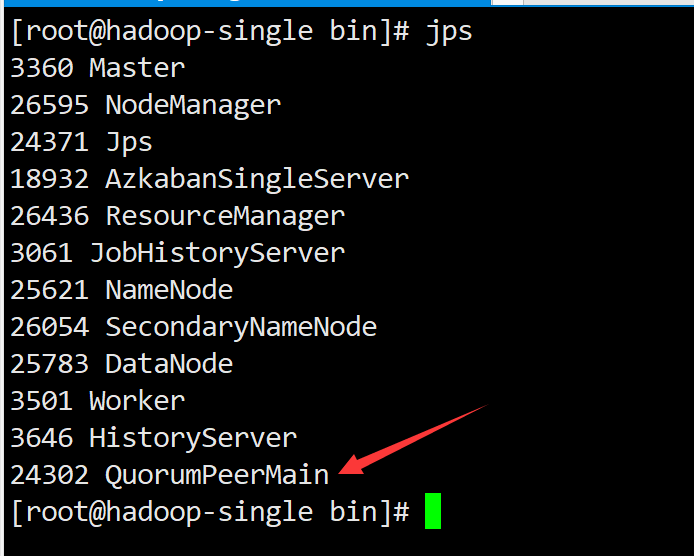 [root@hadoop-single bin]# jps
3360 Master
26595 NodeManager
24371 Jps
18932 AzkabanSingleServer
26436 ResourceManager
3061 JobHistoryServer
25621 NameNode
26054 SecondaryNameNode
25783 DataNode
3501 Worker
3646 HistoryServer
24302 QuorumPeerMain
[root@hadoop-single bin]#